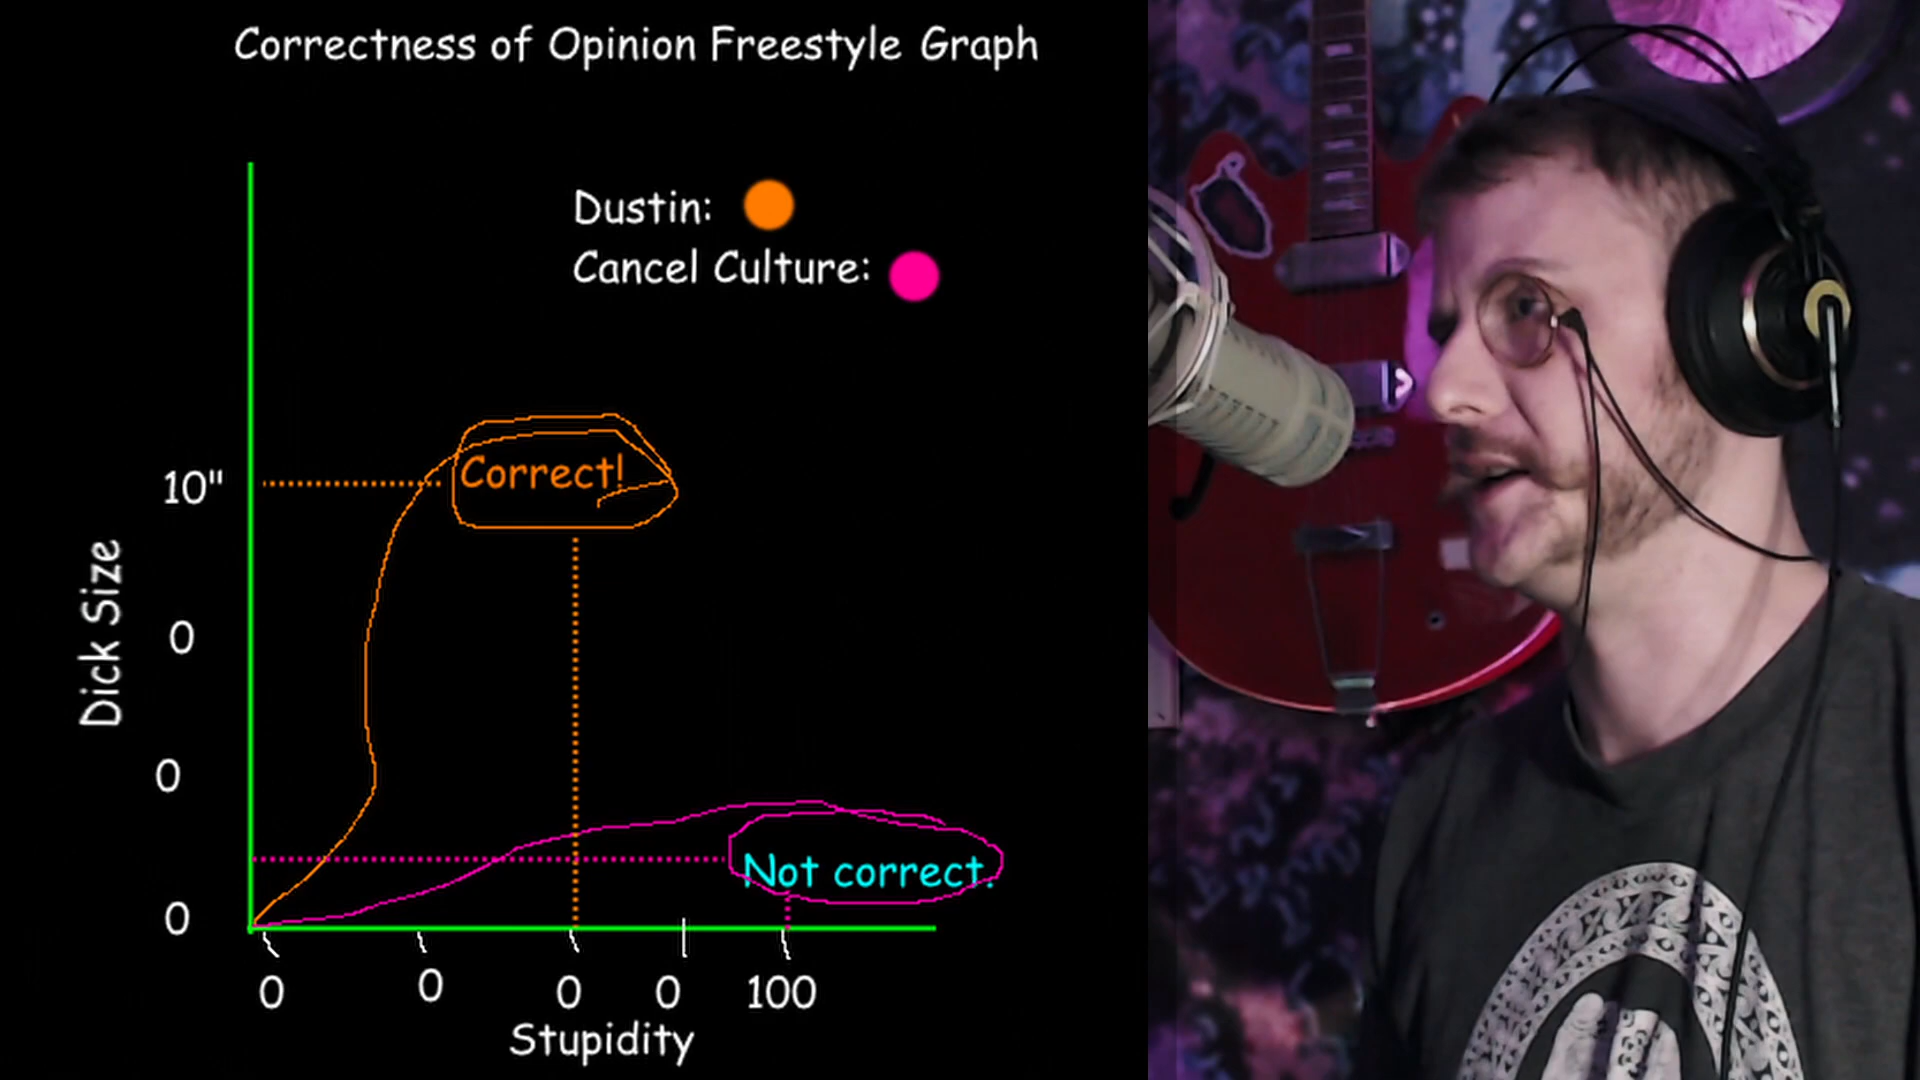 Correctness of Opinion Freestyle Graph
Dustin:
Cancel Culture:
Correct!
10"
0
0
0
Dick Size
Not correct.
0
0
0
0
100
Stupidity